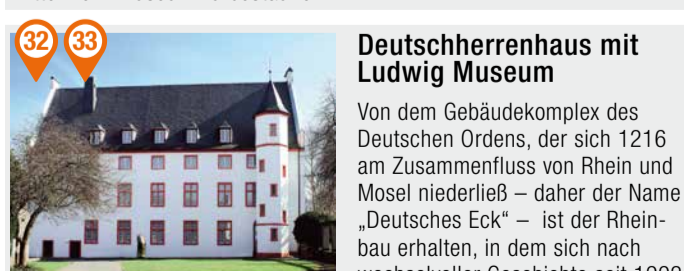 32 33
Deutschherrenhaus mit
Ludwig Museum
Von dem Gebäudekomplex des
Deutschen Ordens, der sich 1216
am Zusammenfluss von Rhein und
Mosel niederließ – daher der Name
„Deutsches Eck“ – ist der Rhein-
bau erhalten, in dem sich nach